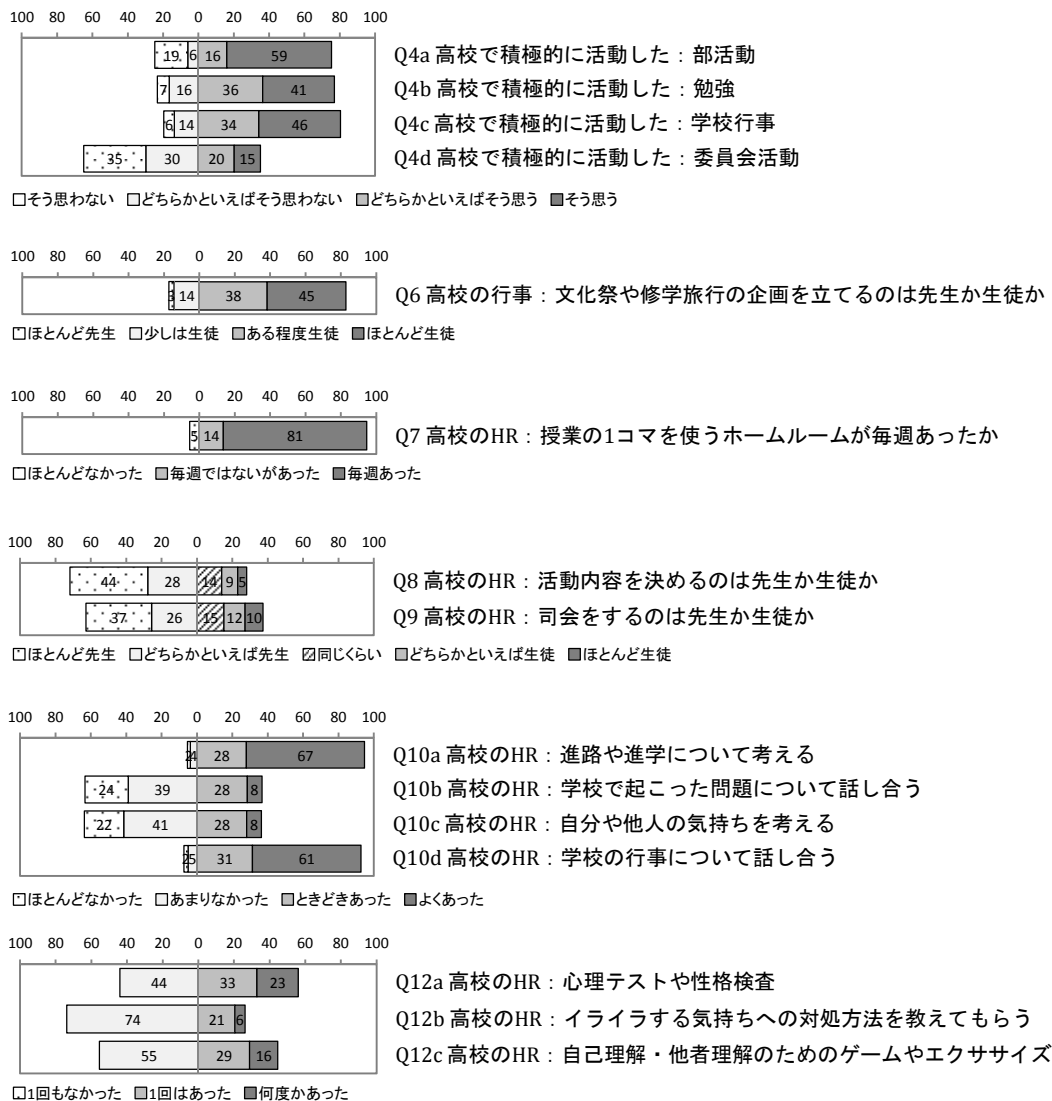 100 80 60 40 20 0 20 40 60 80 100
19 6 16 59 Q4a 高校で積極的に活動した：部活動
7 16 36 41 Q4b 高校で積極的に活動した：勉強
6 14 34 46 Q4c 高校で積極的に活動した：学校行事
35 30 20 15 Q4d 高校で積極的に活動した：委員会活動
そう思わない どちらかといえばそう思わない どちらかといえばそう思う そう思う
100 80 60 40 20 0 20 40 60 80 100
3 14 38 45 Q6 高校の行事：文化祭や修学旅行の企画を立てるのは先生か生徒か
ほとんど先生 少しは生徒 ある程度生徒 ほとんど生徒
100 80 60 40 20 0 20 40 60 80 100
5 14 81 Q7 高校のHR：授業の1コマを使うホームルームが毎週あったか
ほとんどなかった 毎週ではないがあった 毎週あった
100 80 60 40 20 0 20 40 60 80 100
44 28 14 9 5 Q8 高校のHR：活動内容を決めるのは先生か生徒か
37 26 15 12 10 Q9 高校のHR：司会をするのは先生か生徒か
ほとんど先生 どちらかといえば先生 同じくらい どちらかといえば生徒 ほとんど生徒
100 80 60 40 20 0 20 40 60 80 100
2 4 28 67 Q10a 高校のHR：進路や進学について考える
24 39 28 8 Q10b 高校のHR：学校で起こった問題について話し合う
22 41 28 8 Q10c 高校のHR：自分や他人の気持ちを考える
2 5 31 61 Q10d 高校のHR：学校の行事について話し合う
ほとんどなかった あまりなかった ときどきあった よくあった
100 80 60 40 20 0 20 40 60 80 100
44 33 23 Q12a 高校のHR：心理テストや性格検査
74 21 6 Q12b 高校のHR：イライラする気持ちへの対処方法を教えてもらう
55 29 16 Q12c 高校のHR：自己理解・他者理解のためのゲームやエクササイズ
1回もなかった 1回はあった 何度かあった